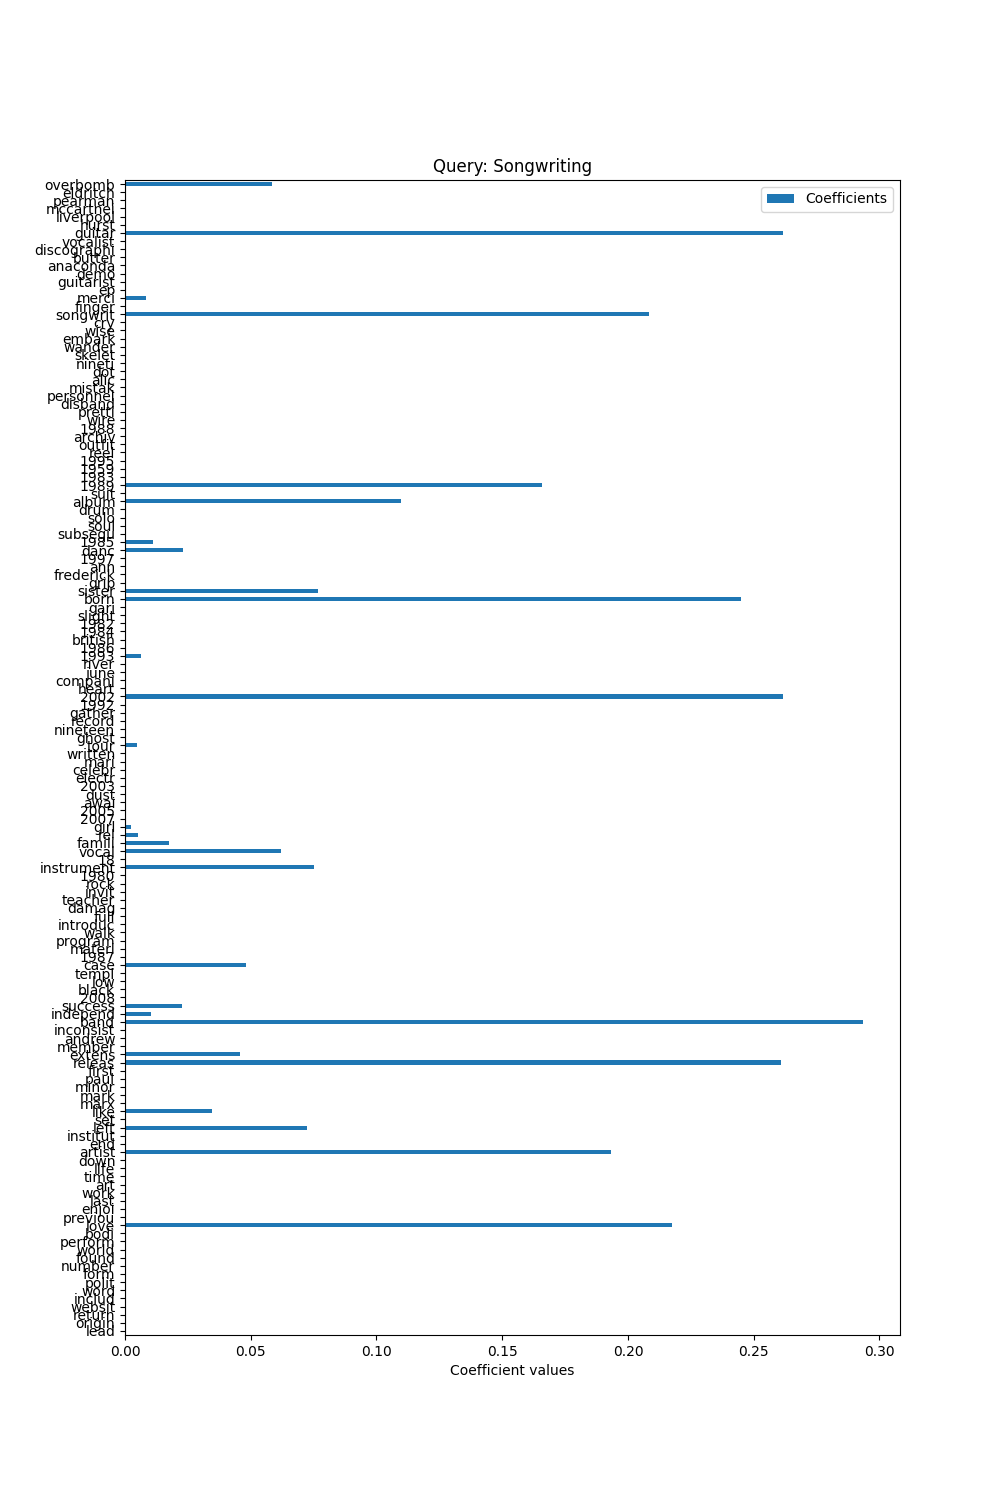 Query: Songwriting
Coefficients
overbomb
eldritch
pearman
mccartnei
liverpool
hurst
guitar
vocalist
discographi
butter
anaconda
demo
guitarist
ep
merci
finger
songwrit
cry
wise
embark
wander
skelet
nineti
dot
alic
mistak
personnel
disband
pretti
wire
1988
archiv
outfit
reel
1995
1959
1983
1989
suit
album
drum
solo
soul
subsequ
1985
danc
1997
ann
frederick
grip
sister
born
gari
slight
1982
1984
british
1986
1993
river
june
compani
heart
2002
1992
gather
record
nineteen
ghost
tour
written
mari
celebr
electr
2003
dust
awai
2005
2007
girl
rel
famili
vocal
18
instrument
1980
rock
invit
teacher
damag
full
introduc
walk
program
materi
1987
case
templ
low
black
2008
success
independ
band
inconsist
andrew
member
extens
releas
first
paul
minor
mark
marx
like
set
left
institut
end
artist
down
life
time
art
work
last
enjoi
previou
love
bodi
perform
world
found
number
form
polit
word
includ
websit
return
origin
lead
0.00 0.05 0.10 0.15 0.20 0.25 0.30
Coefficient values